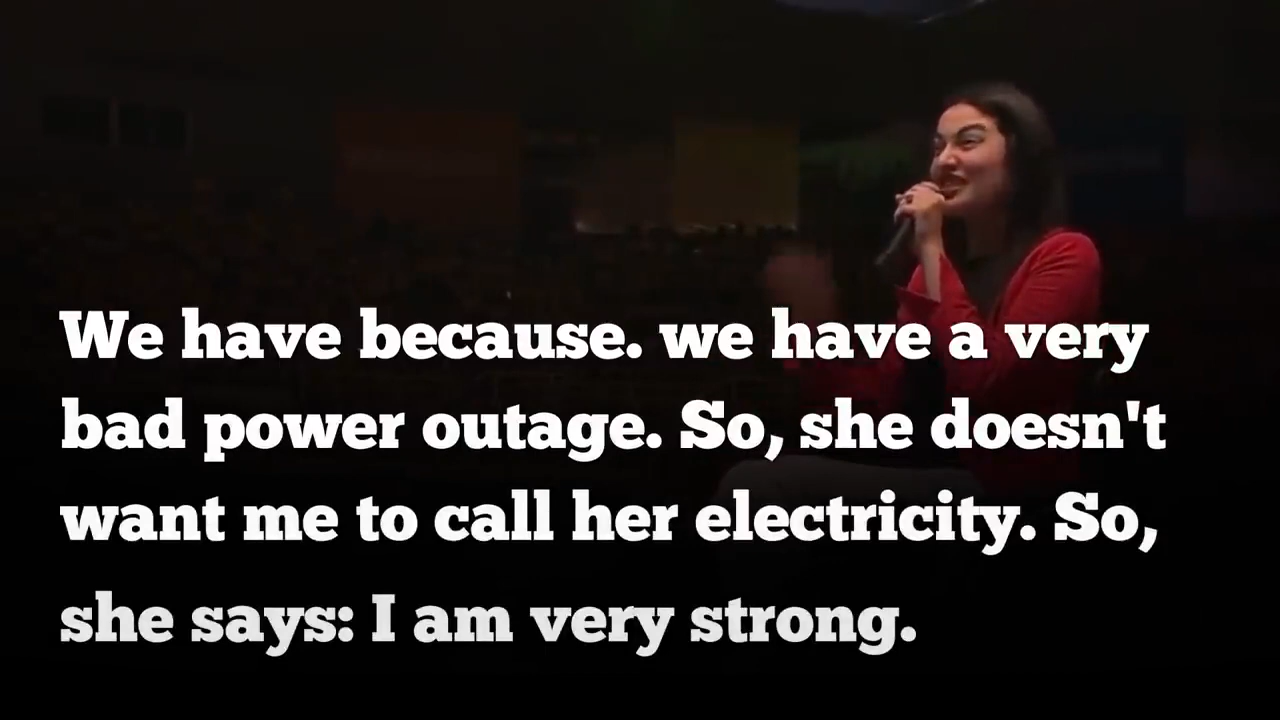 We have because. we have a very
bad power outage. So, she doesn't
want me to call her electricity. So,
she says: I am very strong.